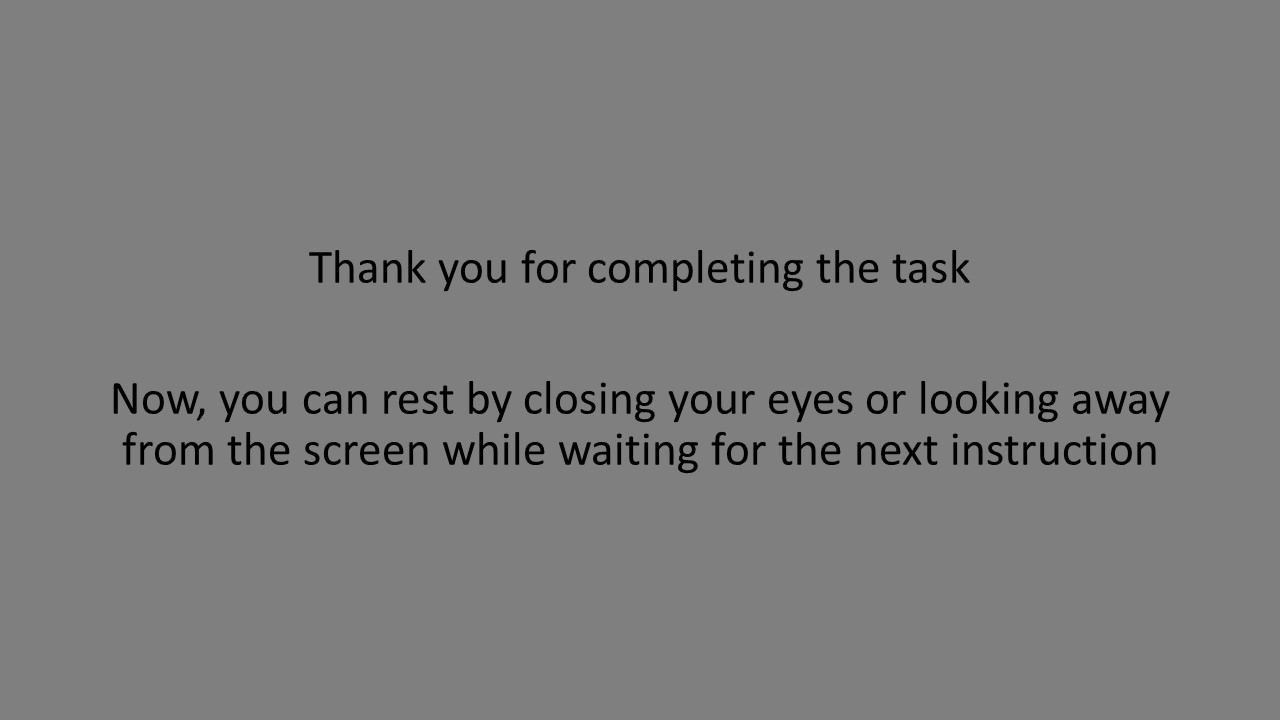 Thank you for completing the task
Now, you can rest by closing your eyes or looking away
from the screen while waiting for the next instruction